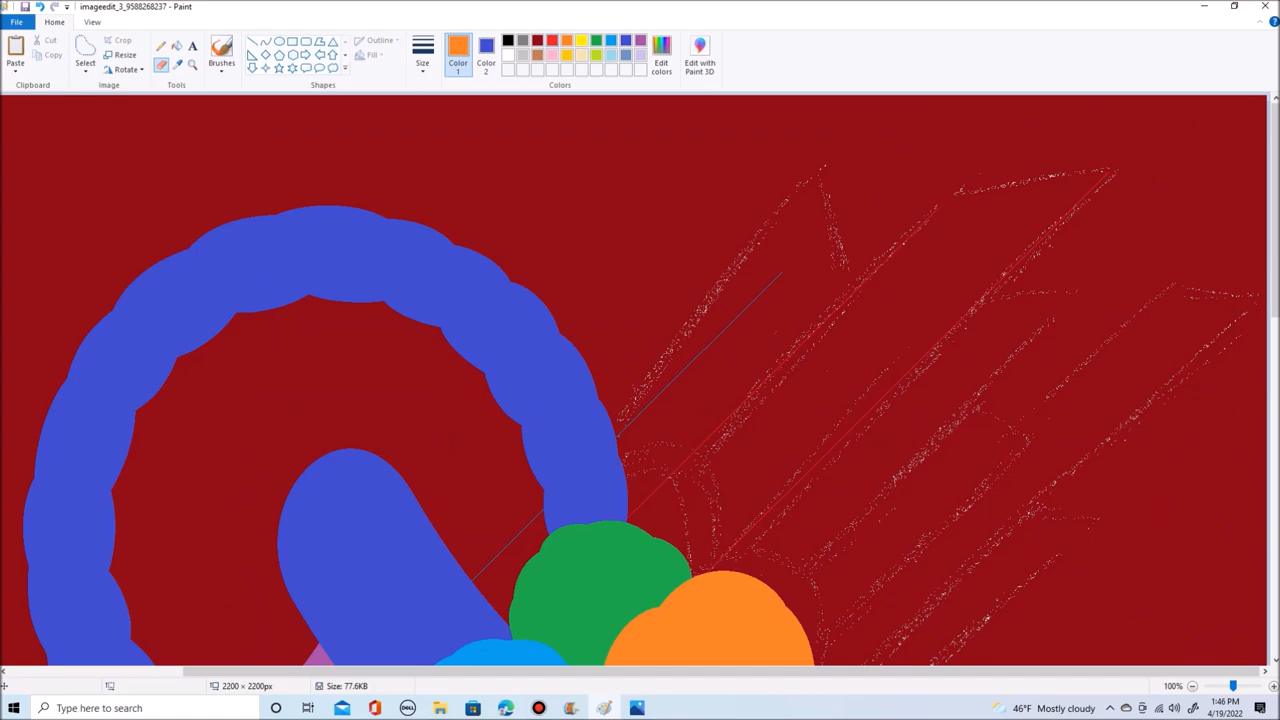 imageedit_3_9588268237 - Paint
File Home View
Cut Crop Outline
Copy Resize Fill
Paste Select Rotate Brushes Size Color 1 Color 2 Edit colors Edit with Paint 3D
Clipboard Image Tools Shapes Colors
2200 × 2200px Size: 77.6KB 100%
Type here to search DELL 46°F Mostly cloudy 1:46 PM
4/19/2022